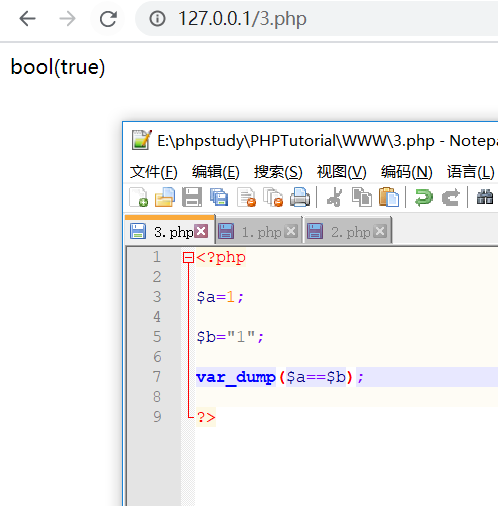 127.0.0.1/3.php
bool(true)
E:\phpstudy\PHPTutorial\WWW\3.php - Notepa
文件(F) 编辑(E) 搜索(S) 视图(V) 编码(N) 语言(L)
3.php 1.php 2.php
1 <?php
2
3 $a=1;
4
5 $b="1";
6
7 var_dump($a==$b);
8
9 ?>